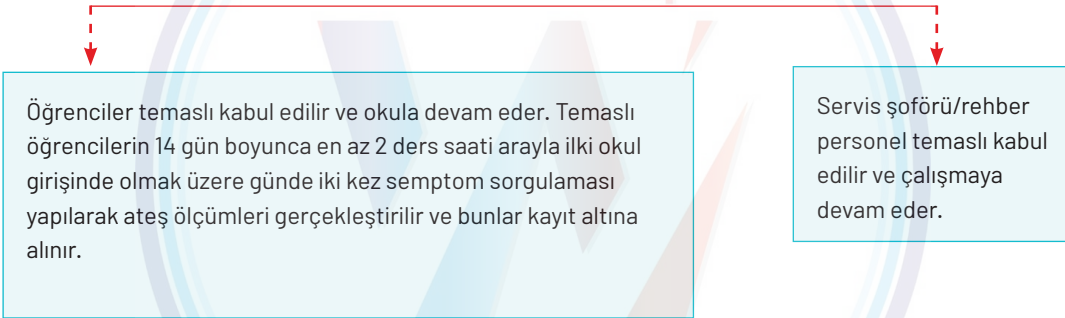 Öğrenciler temaslı kabul edilir ve okula devam eder. Temaslı
öğrencilerin 14 gün boyunca en az 2 ders saati arayla ilki okul
girişinde olmak üzere günde iki kez semptom sorgulaması
yapılarak ateş ölçümleri gerçekleştirilir ve bunlar kayıt altına
alınır.
Servis şoförü/rehber
personel temaslı kabul
edilir ve çalışmaya
devam eder.